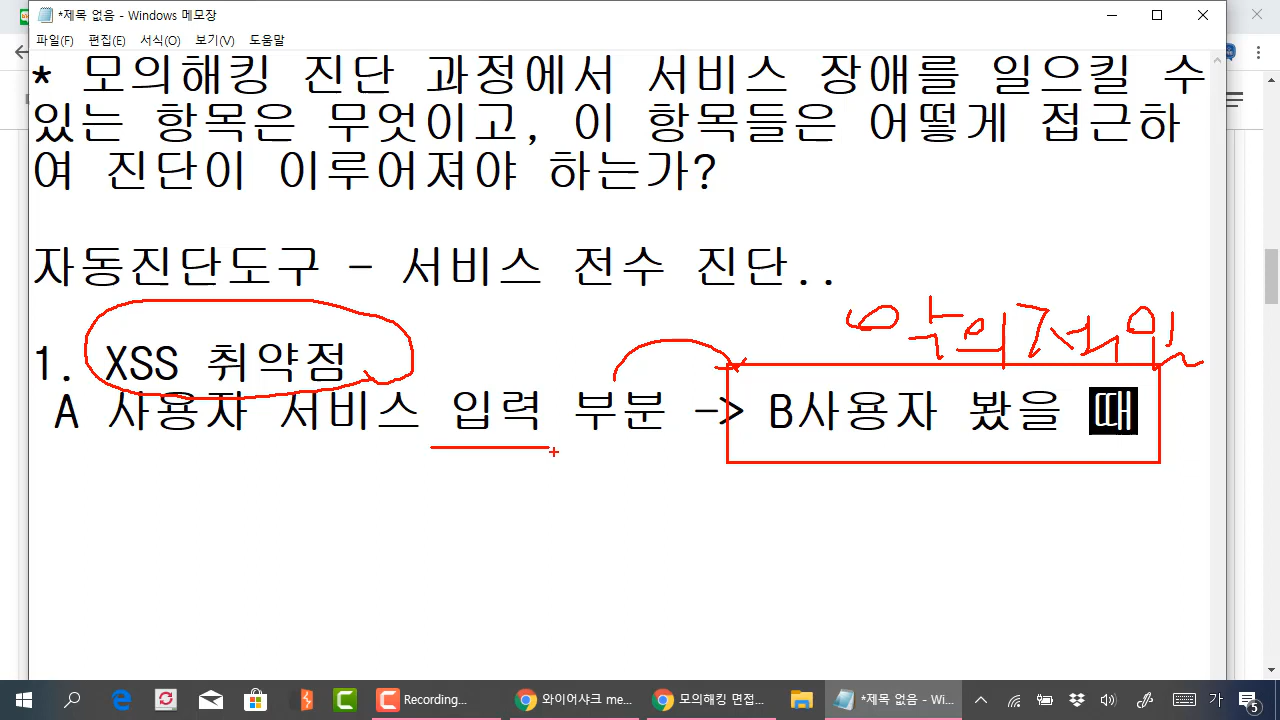 *제목 없음 - Windows 메모장
파일(F) 편집(E) 서식(O) 보기(V) 도움말
* 모의해킹 진단 과정에서 서비스 장애를 일으킬 수
있는 항목은 무엇이고, 이 항목들은 어떻게 접근하
여 진단이 이루어져야 하는가?
자동진단도구 - 서비스 전수 진단..
악의적인
1. XSS 취약점
A 사용자 서비스 입력 부분 -> B사용자 봤을 때
Recording... 와이어샤크 me... 모의해킹 면접... *제목 없음 - Wi... 가 5